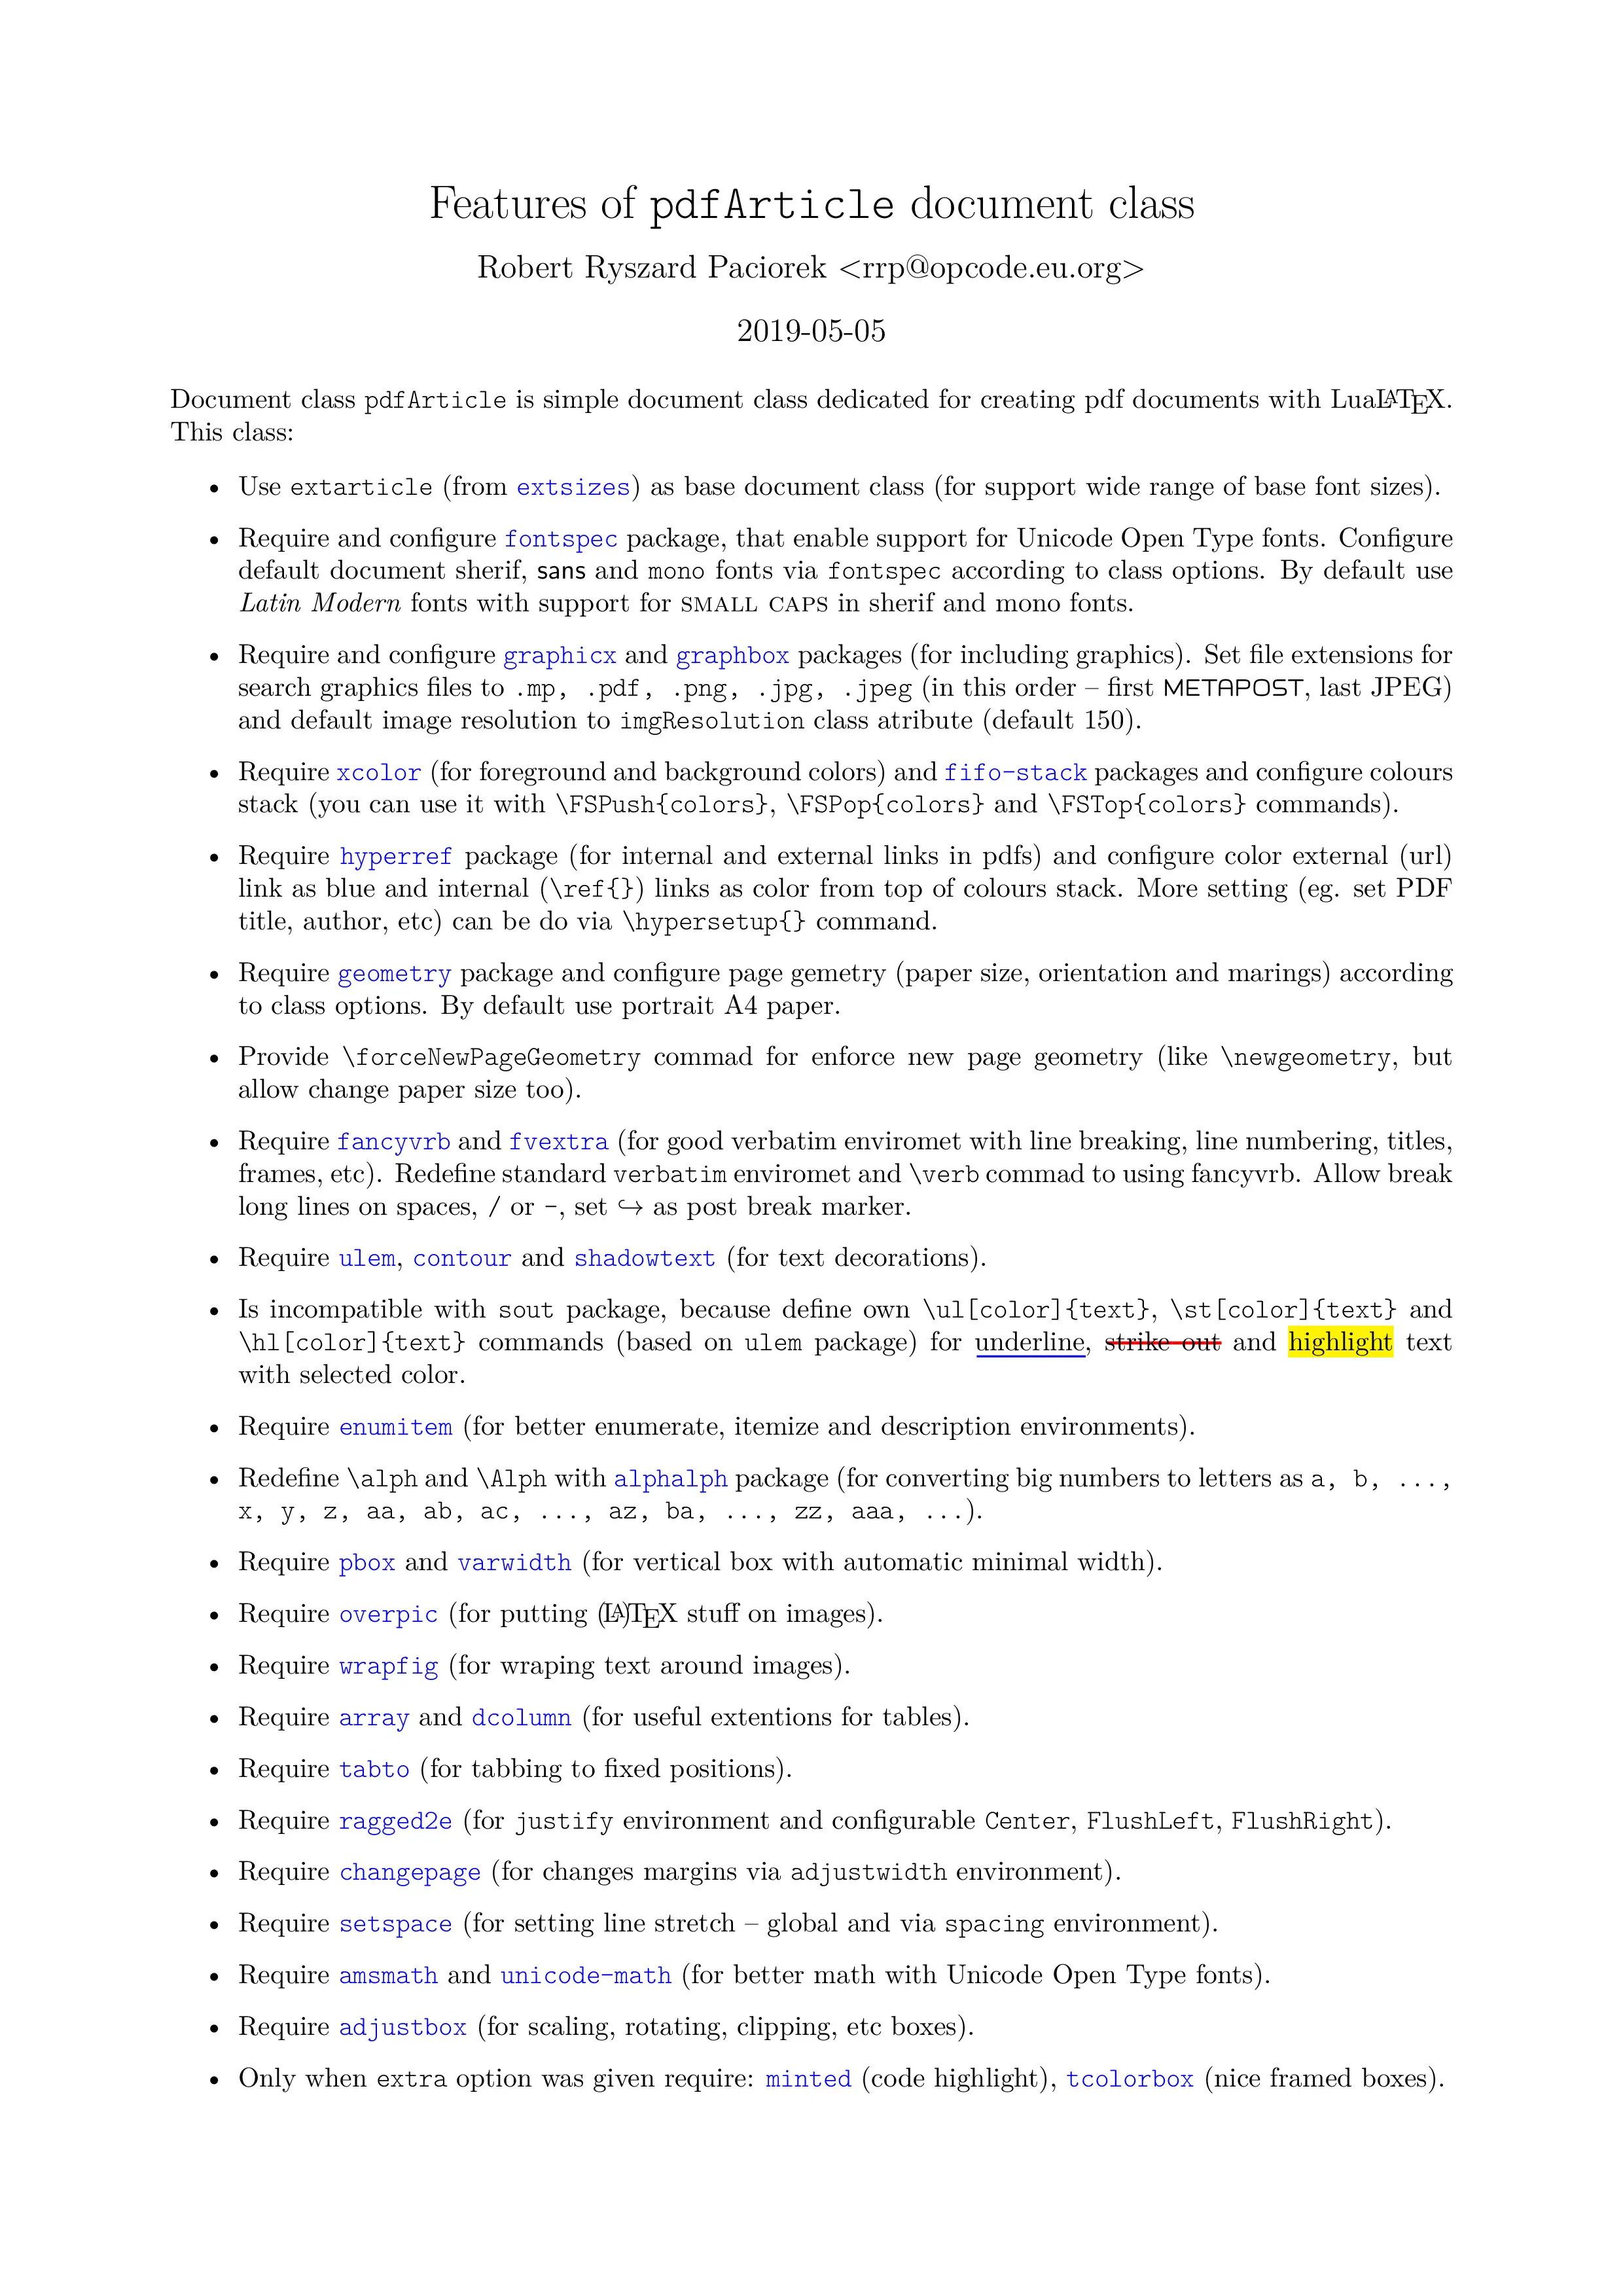 Features of pdfArticle document class
Robert Ryszard Paciorek <rrp@opcode.eu.org>
2019-05-05
Document class pdfArticle is simple document class dedicated for creating pdf documents with LuaLATEX.
This class:
• Use extarticle (from extsizes) as base document class (for support wide range of base font sizes).
• Require and configure fontspec package, that enable support for Unicode Open Type fonts. Configure
default document sherif, sans and mono fonts via fontspec according to class options. By default use
Latin Modern fonts with support for SMALL CAPS in sherif and mono fonts.
• Require and configure graphicx and graphbox packages (for including graphics). Set file extensions for
search graphics files to .mp, .pdf, .png, .jpg, .jpeg (in this order – first METAPOST, last JPEG)
and default image resolution to imgResolution class atribute (default 150).
• Require xcolor (for foreground and background colors) and fifo-stack packages and configure colours
stack (you can use it with \FSPush{colors}, \FSPop{colors} and \FSTop{colors} commands).
• Require hyperref package (for internal and external links in pdfs) and configure color external (url)
link as blue and internal (\ref{}) links as color from top of colours stack. More setting (eg. set PDF
title, author, etc) can be do via \hypersetup{} command.
• Require geometry package and configure page gemetry (paper size, orientation and marings) according
to class options. By default use portrait A4 paper.
• Provide \forceNewPageGeometry commad for enforce new page geometry (like \newgeometry, but
allow change paper size too).
• Require fancyvrb and fvextra (for good verbatim enviromet with line breaking, line numbering, titles,
frames, etc). Redefine standard verbatim enviromet and \verb commad to using fancyvrb. Allow break
long lines on spaces, / or -, set ↪ as post break marker.
• Require ulem, contour and shadowtext (for text decorations).
• Is incompatible with sout package, because define own \ul[color]{text}, \st[color]{text} and
\hl[color]{text} commands (based on ulem package) for underline, strike out and highlight text
with selected color.
• Require enumitem (for better enumerate, itemize and description environments).
• Redefine \alph and \Alph with alphalph package (for converting big numbers to letters as a, b, ...,
x, y, z, aa, ab, ac, ..., az, ba, ..., zz, aaa, ...).
• Require pbox and varwidth (for vertical box with automatic minimal width).
• Require overpic (for putting (LA)TEX stuff on images).
• Require wrapfig (for wraping text around images).
• Require array and dcolumn (for useful extentions for tables).
• Require tabto (for tabbing to fixed positions).
• Require ragged2e (for justify environment and configurable Center, FlushLeft, FlushRight).
• Require changepage (for changes margins via adjustwidth environment).
• Require setspace (for setting line stretch – global and via spacing environment).
• Require amsmath and unicode-math (for better math with Unicode Open Type fonts).
• Require adjustbox (for scaling, rotating, clipping, etc boxes).
• Only when extra option was given require: minted (code highlight), tcolorbox (nice framed boxes).